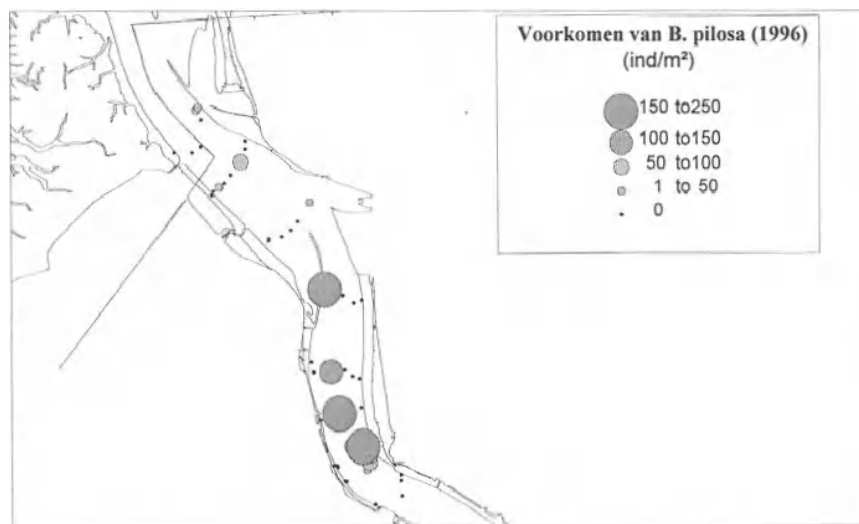 Voorkomen van B. pilosa (1996)
(ind/m²)
150 to250
100 to150
50 to100
1 to 50
0